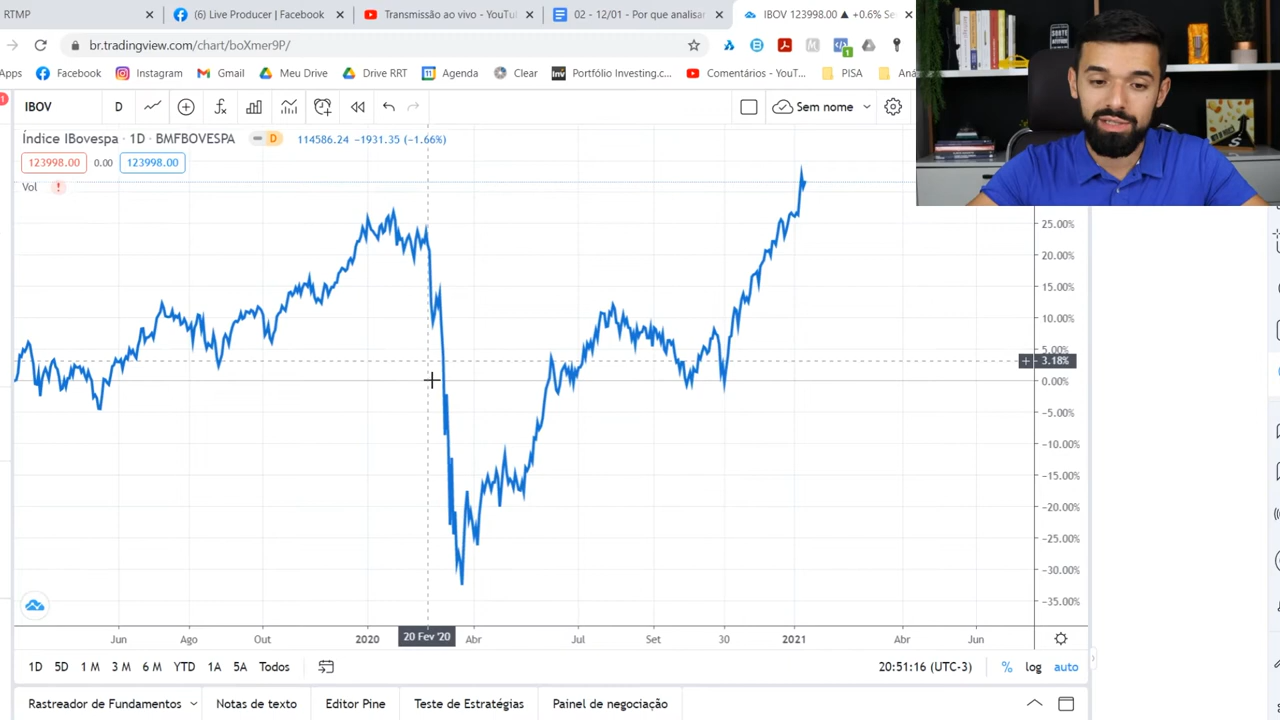 RTMP
(6) Live Producer | Facebook
Transmissão ao vivo - YouTu
02 - 12/01 - Por que analisar
IBOV 123998.00 ▲ +0.6% Se
br.tradingview.com/chart/boXmer9P/
Apps Facebook Instagram Gmail Meu Drive Drive RRT Agenda Clear Portfólio Investing.c... Comentários - YouT... PISA Aná
IBOV D Sem nome
Índice IBovespa · 1D · BMFBOVESPA D 114586.24 −1931.35 (−1.66%)
123998.00 0.00 123998.00
Vol !
25.00%
20.00%
15.00%
10.00%
5.00%
3.18%
0.00%
-5.00%
-10.00%
-15.00%
-20.00%
-25.00%
-30.00%
-35.00%
Jun Ago Out 2020 20 Fev '20 Abr Jul Set 30 2021 Abr Jun
1D 5D 1 M 3 M 6 M YTD 1A 5A Todos 20:51:16 (UTC-3) % log auto
Rastreador de Fundamentos Notas de texto Editor Pine Teste de Estratégias Painel de negociação